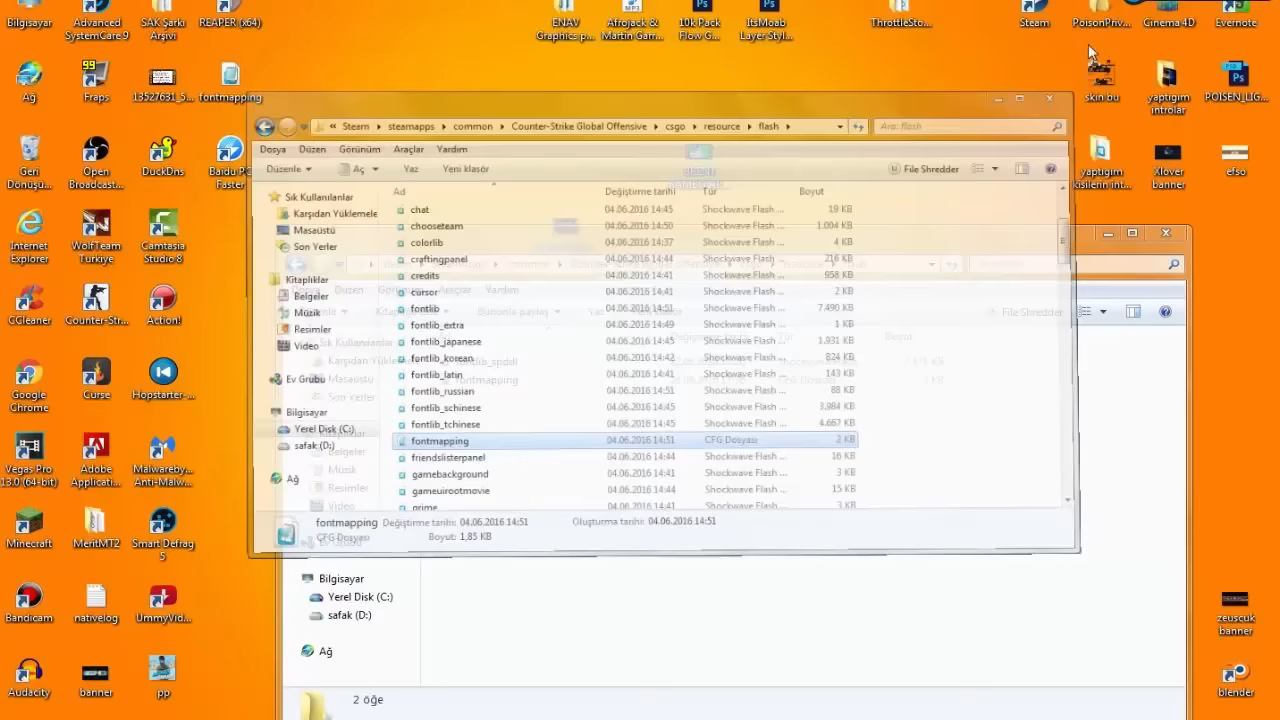 Bilgisayar
Advanced SystemCare 9
SAK Şarkı Arşivi
REAPER (x64)
ENAV Graphics p...
Afrojack & Martin Garr...
10k Pack Flow G...
ItsMoab Layer Styl...
ThrottleSto...
Steam
PoisonPriv...
Cinema 4D
Evernote
Ağ
99
Fraps
13527631_5...
fontmapping
skin bu
yaptıgım introlar
POISEN_LIG...
Geri Dönüşü...
Open Broadcast...
DuckDns
Baidu PC Faster
yaptıgım kisilerin int...
Xlover banner
efso
Internet Explorer
WolfTeam Türkiye
Camtasia Studio 8
CCleaner
Counter-Str...
Action!
Google Chrome
Curse
Hopstarter-...
Vegas Pro 13.0 (64-bit)
Adobe Applicati...
Malwareby... Anti-Malw...
Minecraft
MeritMT2
Smart Defrag 5
Bandicam
nativelog
UmmyVid...
Audacity
banner
pp
zeuscuk banner
blender
« Steam ▸ steamapps ▸ common ▸ Counter-Strike Global Offensive ▸ csgo ▸ resource ▸ flash ▸
Ara: flash
Dosya Düzen Görünüm Araçlar Yardım
Düzenle Aç Yaz Yeni klasör File Shredder
Ad Değiştirme tarihi Tür Boyut
Sık Kullanılanlar
Karşıdan Yüklemele
Masaüstü
Son Yerler
Kitaplıklar
Belgeler
Müzik
Resimler
Video
Ev Grubu
Bilgisayar
Yerel Disk (C:)
safak (D:)
Ağ
chat 04.06.2016 14:45 Shockwave Flash ... 19 KB
chooseteam 04.06.2016 14:50 Shockwave Flash ... 1.004 KB
colorlib 04.06.2016 14:37 Shockwave Flash ... 4 KB
craftingpanel 04.06.2016 14:44 Shockwave Flash ... 216 KB
credits 04.06.2016 14:41 Shockwave Flash ... 958 KB
cursor 04.06.2016 14:41 Shockwave Flash ... 2 KB
fontlib 04.06.2016 14:51 Shockwave Flash ... 7.490 KB
fontlib_extra 04.06.2016 14:49 Shockwave Flash ... 1 KB
fontlib_japanese 04.06.2016 14:45 Shockwave Flash ... 1.931 KB
fontlib_korean 04.06.2016 14:42 Shockwave Flash ... 824 KB
fontlib_latin 04.06.2016 14:41 Shockwave Flash ... 143 KB
fontlib_russian 04.06.2016 14:51 Shockwave Flash ... 88 KB
fontlib_schinese 04.06.2016 14:45 Shockwave Flash ... 3.984 KB
fontlib_tchinese 04.06.2016 14:45 Shockwave Flash ... 4.667 KB
fontmapping 04.06.2016 14:51 CFG Dosyası 2 KB
friendslisterpanel 04.06.2016 14:44 Shockwave Flash ... 16 KB
gamebackground 04.06.2016 14:41 Shockwave Flash ... 3 KB
gameuirootmovie 04.06.2016 14:44 Shockwave Flash ... 15 KB
grime 04.06.2016 14:41 Shockwave Flash ... 3 KB
fontmapping Değiştirme tarihi: 04.06.2016 14:51 Oluşturma tarihi: 04.06.2016 14:51
CFG Dosyası Boyut: 1,85 KB
File Shredder
Bilgisayar
Yerel Disk (C:)
safak (D:)
Ağ
2 öğe